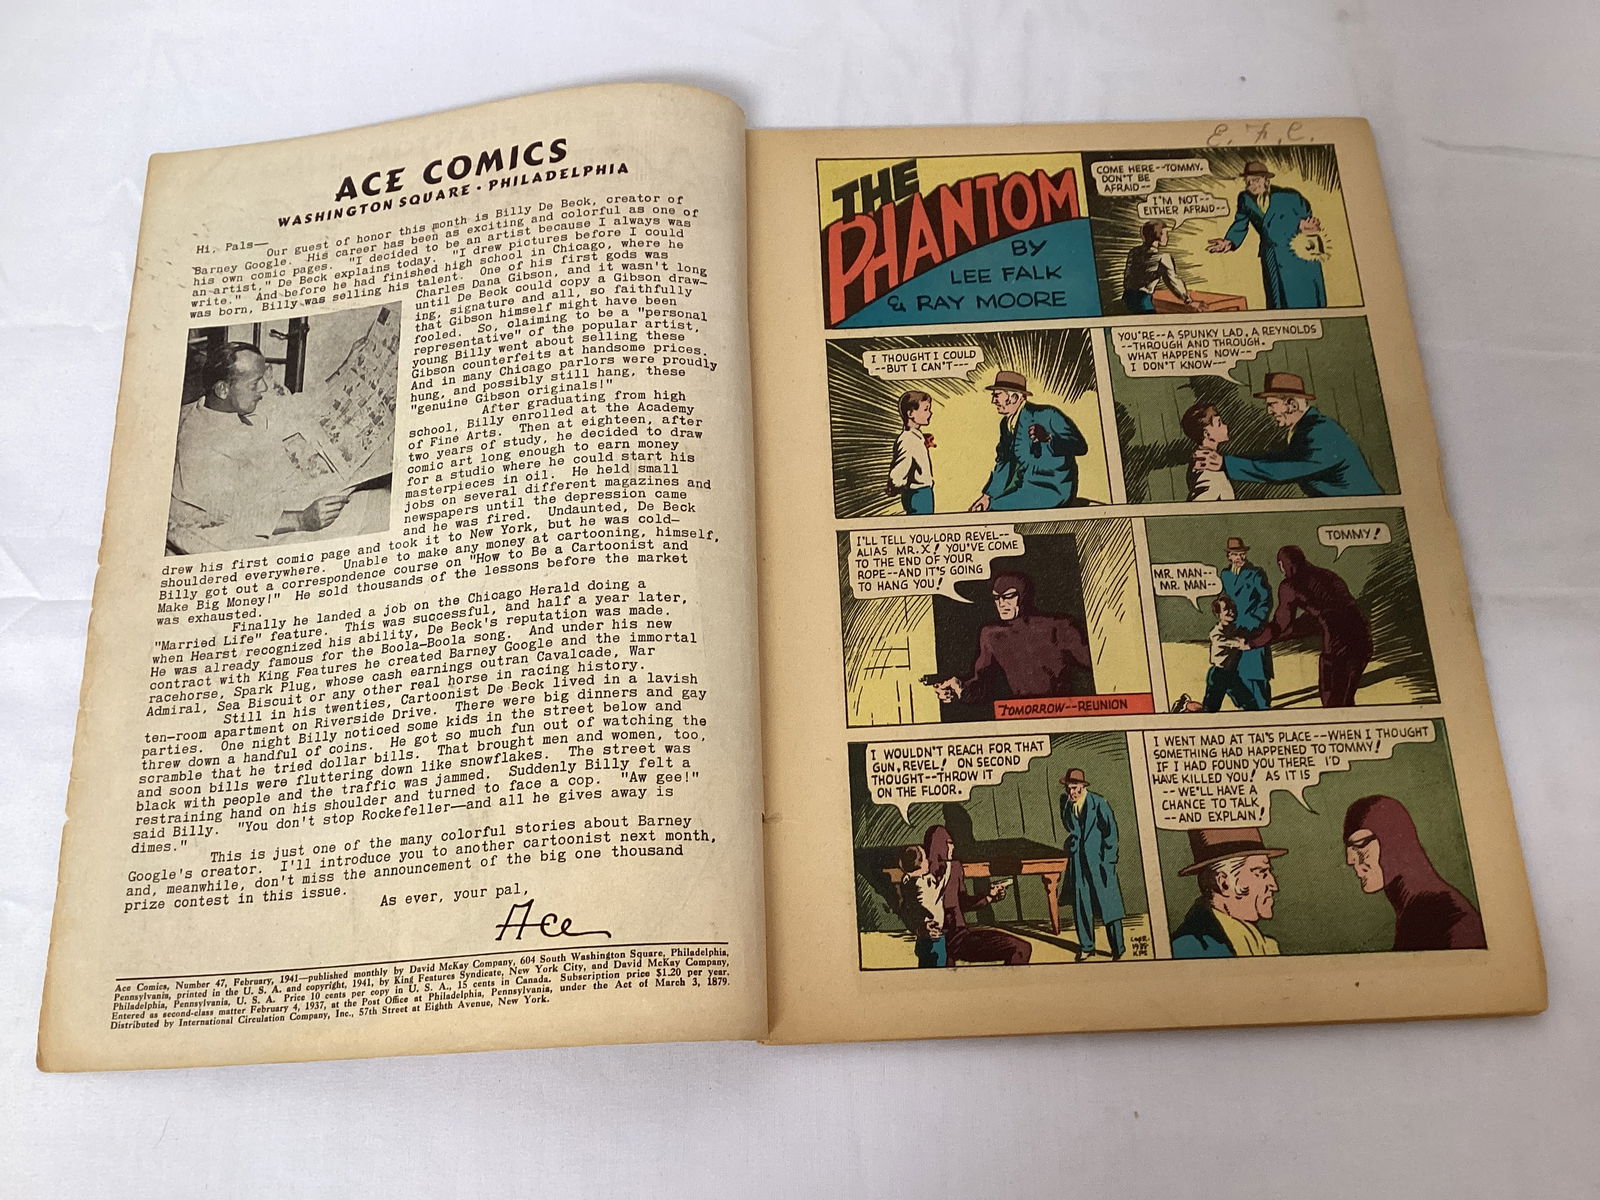 ACE COMICS
WASHINGTON SQUARE · PHILADELPHIA
Hi, Pals—
Our guest of honor this month is Billy De Beck, creator of
Barney Google. His career has been as exciting and colorful as one of
his own comic pages. "I decided to be an artist because I always was
an artist," De Beck explains today. "I drew pictures before I could
write." And before he had finished high school in Chicago, where he
was born, Billy was selling his talent. One of his first gods was
Charles Dana Gibson, and it wasn't long
until De Beck could copy a Gibson draw—
ing, signature and all, so faithfully
that Gibson himself might have been
fooled. So, claiming to be a "personal
representative" of the popular artist,
young Billy went about selling these
Gibson counterfeits at handsome prices.
And in many Chicago parlors were proudly
hung, and possibly still hang, these
"genuine Gibson originals!"
After graduating from high
school, Billy enrolled at the Academy
of Fine Arts. Then at eighteen, after
two years of study, he decided to draw
comic art long enough to earn money
for a studio where he could start his
masterpieces in oil. He held small
jobs on several different magazines and
newspapers until the depression came
and he was fired. Undaunted, De Beck
drew his first comic page and took it to New York, but he was cold—
shouldered everywhere. Unable to make any money at cartooning, himself,
Billy got out a correspondence course on "How to Be a Cartoonist and
Make Big Money!" He sold thousands of the lessons before the market
was exhausted.
Finally he landed a job on the Chicago Herald doing a
"Married Life" feature. This was successful, and half a year later,
when Hearst recognized his ability, De Beck's reputation was made.
He was already famous for the Boola-Boola song. And under his new
contract with King Features he created Barney Google and the immortal
racehorse, Spark Plug, whose cash earnings outran Cavalcade, War
Admiral, Sea Biscuit or any other real horse in racing history.
Still in his twenties, Cartoonist De Beck lived in a lavish
ten—room apartment on Riverside Drive. There were big dinners and gay
parties. One night Billy noticed some kids in the street below and
threw down a handful of coins. He got so much fun out of watching the
scramble that he tried dollar bills. That brought men and women, too,
and soon bills were fluttering down like snowflakes. The street was
black with people and the traffic was jammed. Suddenly Billy felt a
restraining hand on his shoulder and turned to face a cop. "Aw gee!"
said Billy. "You don't stop Rockefeller—and all he gives away is
dimes."
This is just one of the many colorful stories about Barney
Google's creator. I'll introduce you to another cartoonist next month,
and, meanwhile, don't miss the announcement of the big one thousand
prize contest in this issue.
As ever, your pal,
Ace
Ace Comics, Number 47, February, 1941—published monthly by David McKay Company, 604 South Washington Square, Philadelphia,
Pennsylvania, printed in the U. S. A. and copyright, 1941, by King Features Syndicate, New York City, and David McKay Company,
Philadelphia, Pennsylvania, U. S. A. Price 10 cents per copy in U. S. A., 15 cents in Canada. Subscription price $1.20 per year.
Entered as second-class matter February 4, 1937, at the Post Office at Philadelphia, Pennsylvania, under the Act of March 3, 1879.
Distributed by International Circulation Company, Inc., 57th Street at Eighth Avenue, New York.
E. F. C.
THE
PHANTOM
BY
LEE FALK
& RAY MOORE
COME HERE--TOMMY.
DON'T BE
AFRAID--
I'M NOT--
EITHER AFRAID--
I THOUGHT I COULD
--BUT I CAN'T---
YOU'RE--A SPUNKY LAD. A REYNOLDS
--THROUGH AND THROUGH.
WHAT HAPPENS NOW--
I DON'T KNOW---
I'LL TELL YOU-LORD REVEL--
ALIAS MR. X! YOU'VE COME
TO THE END OF YOUR
ROPE--AND IT'S GOING
TO HANG YOU!
TOMORROW--REUNION
MR. MAN--
MR. MAN--
TOMMY!
I WOULDN'T REACH FOR THAT
GUN, REVEL! ON SECOND
THOUGHT--THROW IT
ON THE FLOOR.
COPR.
KFS
I WENT MAD AT TAI'S PLACE--WHEN I THOUGHT
SOMETHING HAD HAPPENED TO TOMMY!
IF I HAD FOUND YOU THERE I'D
HAVE KILLED YOU! AS IT IS
--WE'LL HAVE A
CHANCE TO TALK
--AND EXPLAIN!